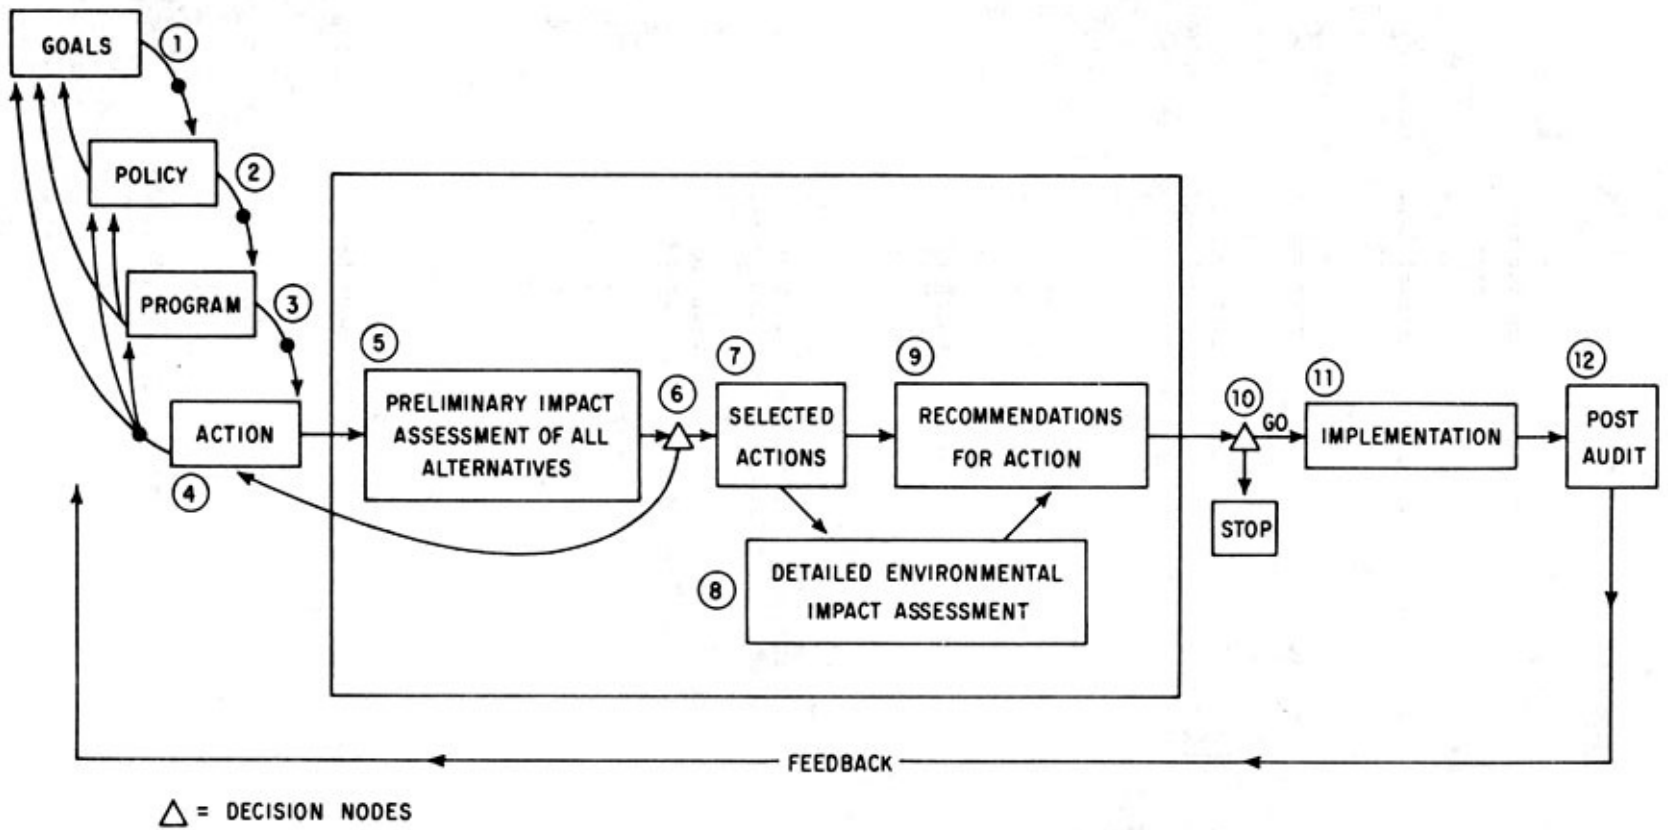 GOALS
1
POLICY
2
PROGRAM
3
ACTION
4
5
PRELIMINARY IMPACT
ASSESSMENT OF ALL
ALTERNATIVES
6
7
SELECTED
ACTIONS
8
DETAILED ENVIRONMENTAL
IMPACT ASSESSMENT
9
RECOMMENDATIONS
FOR ACTION
10
GO
STOP
11
IMPLEMENTATION
12
POST
AUDIT
FEEDBACK
= DECISION NODES